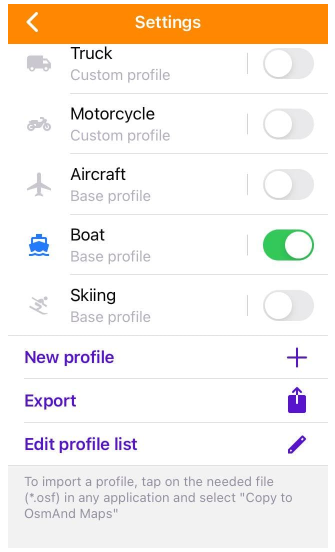 Settings
Truck
Custom profile
Motorcycle
Custom profile
Aircraft
Base profile
Boat
Base profile
Skiing
Base profile
New profile
Export
Edit profile list
To import a profile, tap on the needed file
(*.osf) in any application and select "Copy to
OsmAnd Maps"